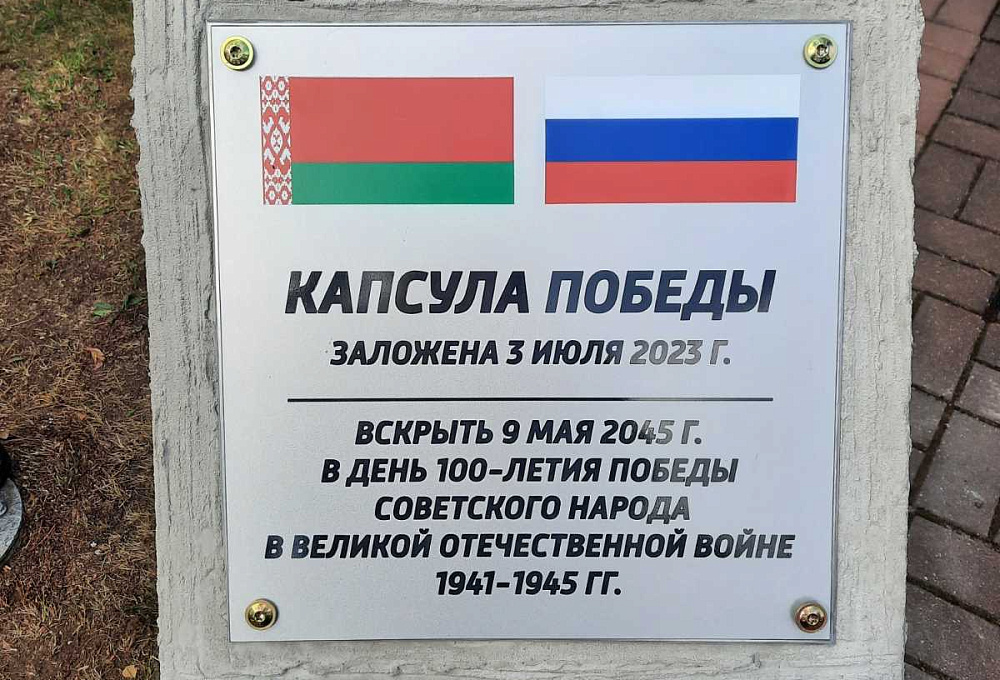 КАПСУЛА ПОБЕДЫ
ЗАЛОЖЕНА 3 ИЮЛЯ 2023 Г.
ВСКРЫТЬ 9 МАЯ 2045 Г.
В ДЕНЬ 100-ЛЕТИЯ ПОБЕДЫ
СОВЕТСКОГО НАРОДА
В ВЕЛИКОЙ ОТЕЧЕСТВЕННОЙ ВОЙНЕ
1941-1945 ГГ.